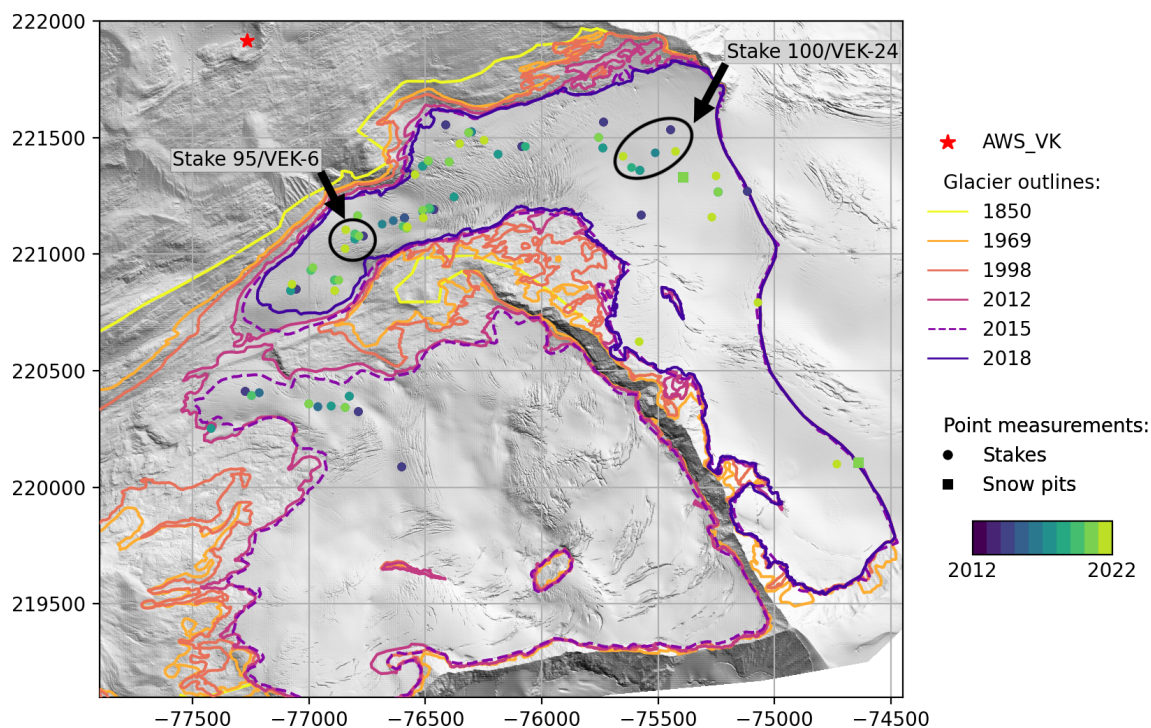 222000
221500
221000
220500
220000
219500
−77500 −77000 −76500 −76000 −75500 −75000 −74500
Stake 100/VEK-24
Stake 95/VEK-6
AWS_VK
Glacier outlines:
1850
1969
1998
2012
2015
2018
Point measurements:
Stakes
Snow pits
2012 2022